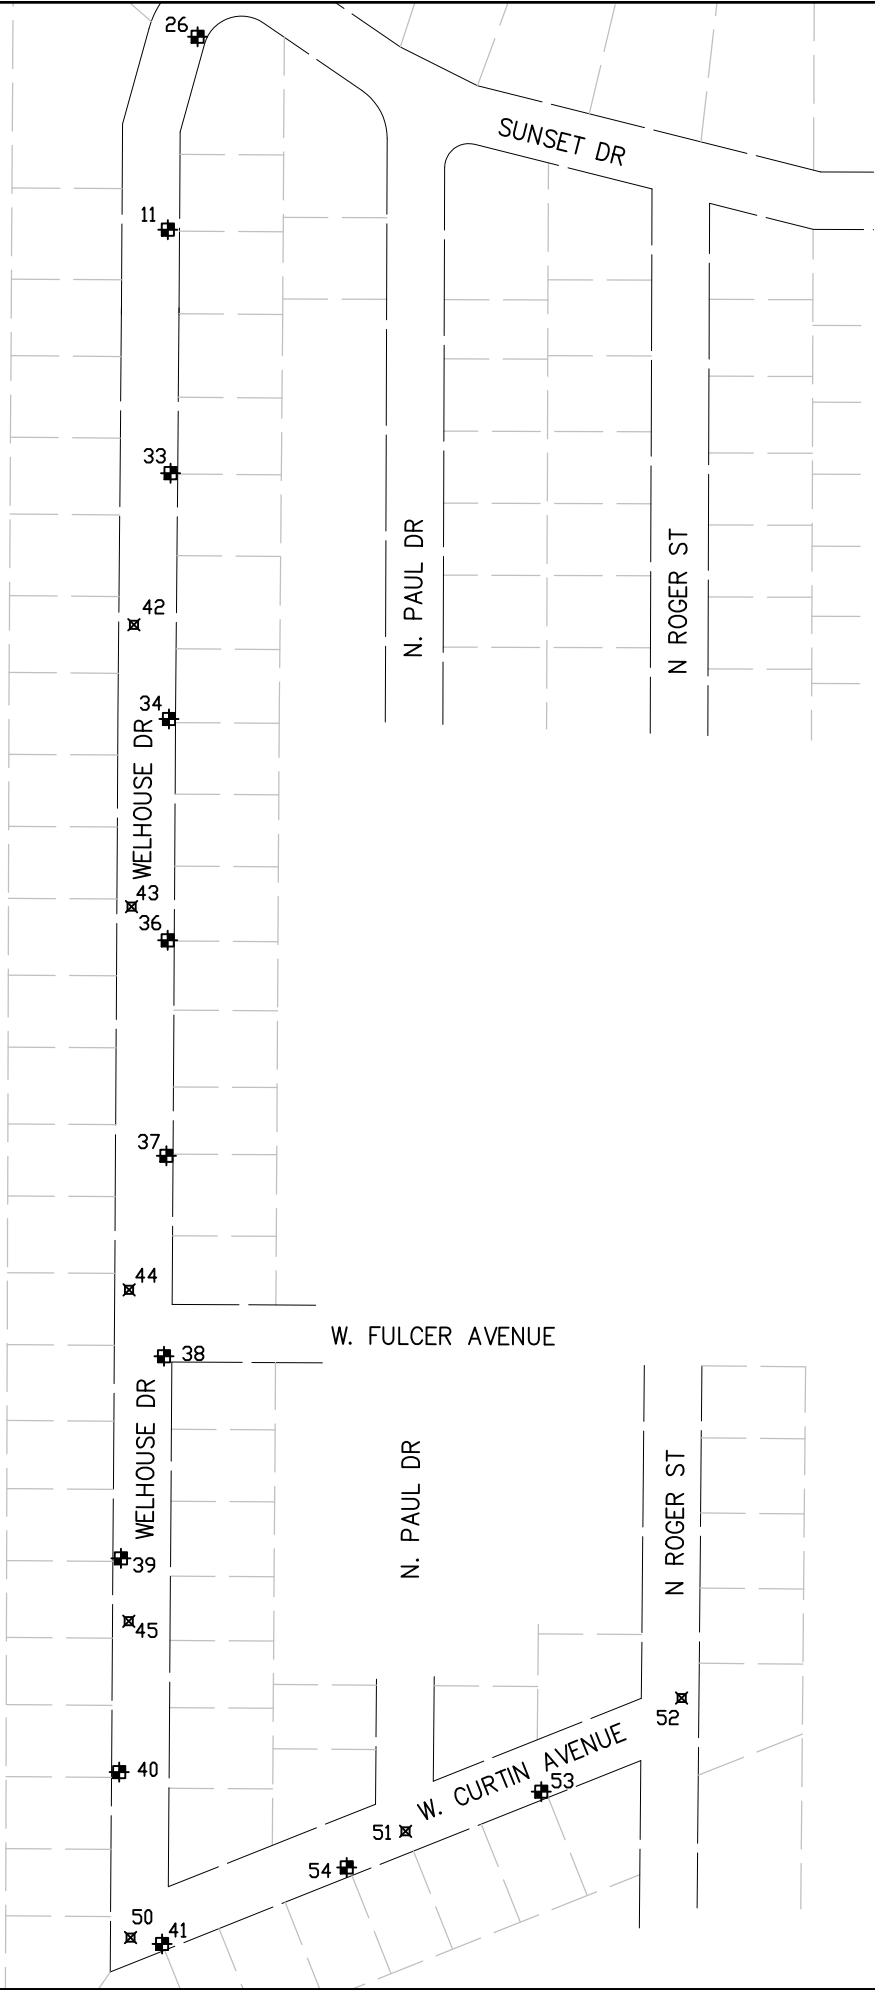 26
SUNSET DR
11
33
N. PAUL DR
N ROGER ST
42
34
WELHOUSE DR
43
36
37
44
W. FULCER AVENUE
38
WELHOUSE DR
N. PAUL DR
N ROGER ST
39
45
52
W. CURTIN AVENUE
40
53
51
54
50
41